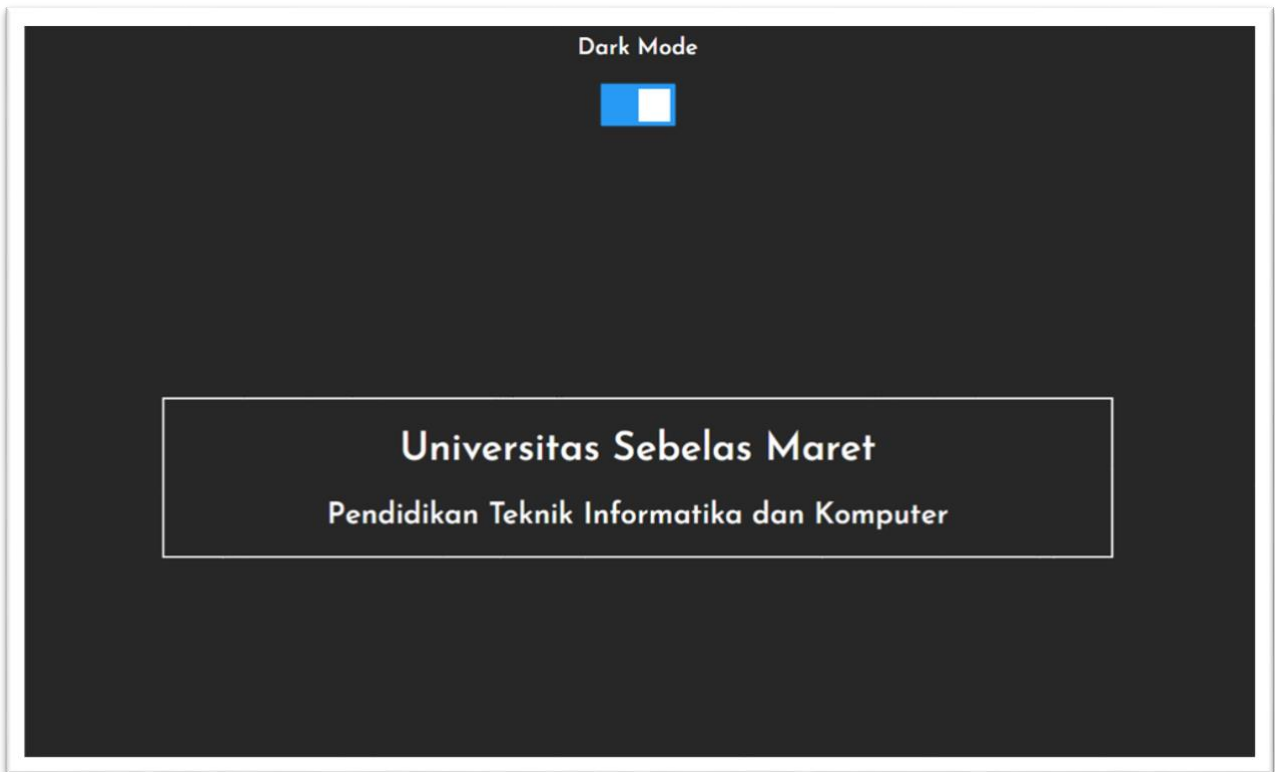 Dark Mode
Universitas Sebelas Maret
Pendidikan Teknik Informatika dan Komputer